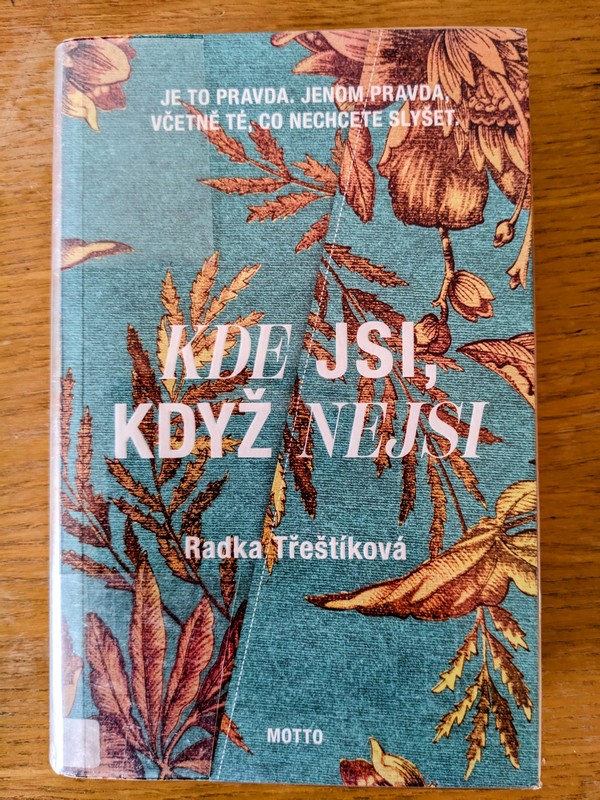 JE TO PRAVDA. JENOM PRAVDA,
VČETNĚ TÉ, CO NECHCETE SLYŠET.
KDE JSI,
KDYŽ NEJSI
Radka Třeštíková
MOTTO